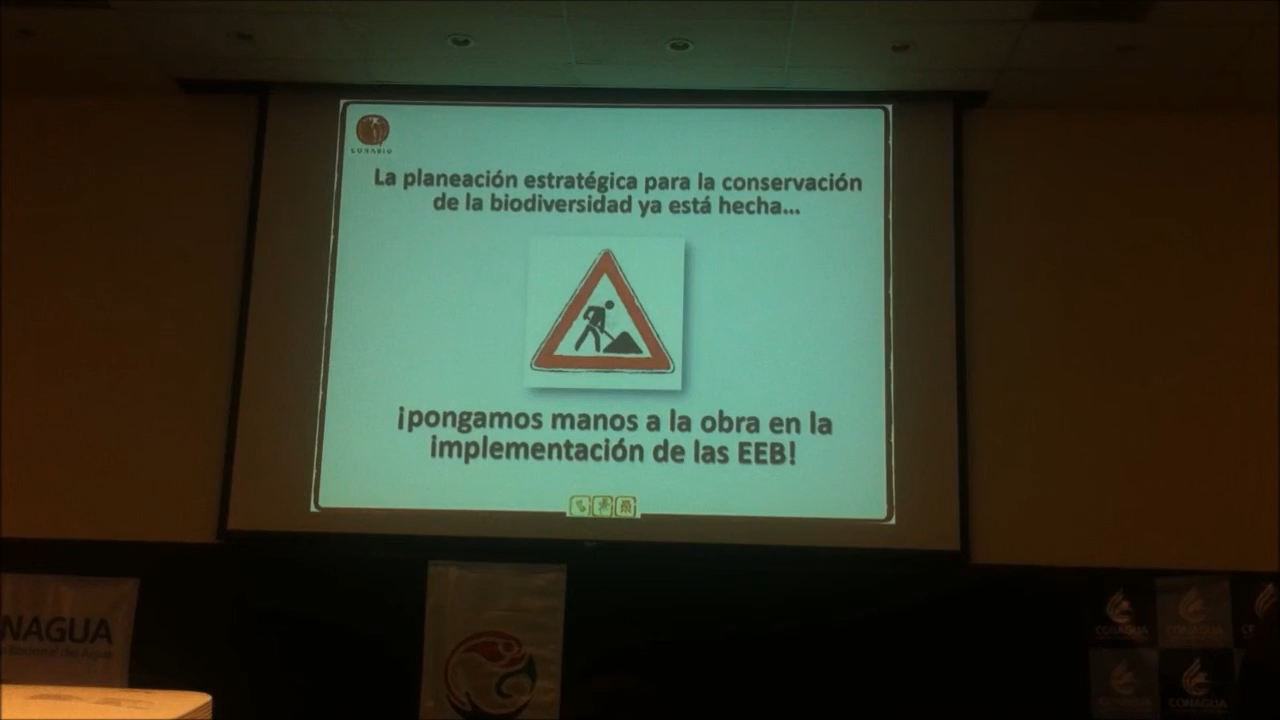 CONABIO
La planeación estratégica para la conservación
de la biodiversidad ya está hecha...
¡pongamos manos a la obra en la
implementación de las EEB!
NAGUA
CONAGUA
CONAGUA
CONAGUA